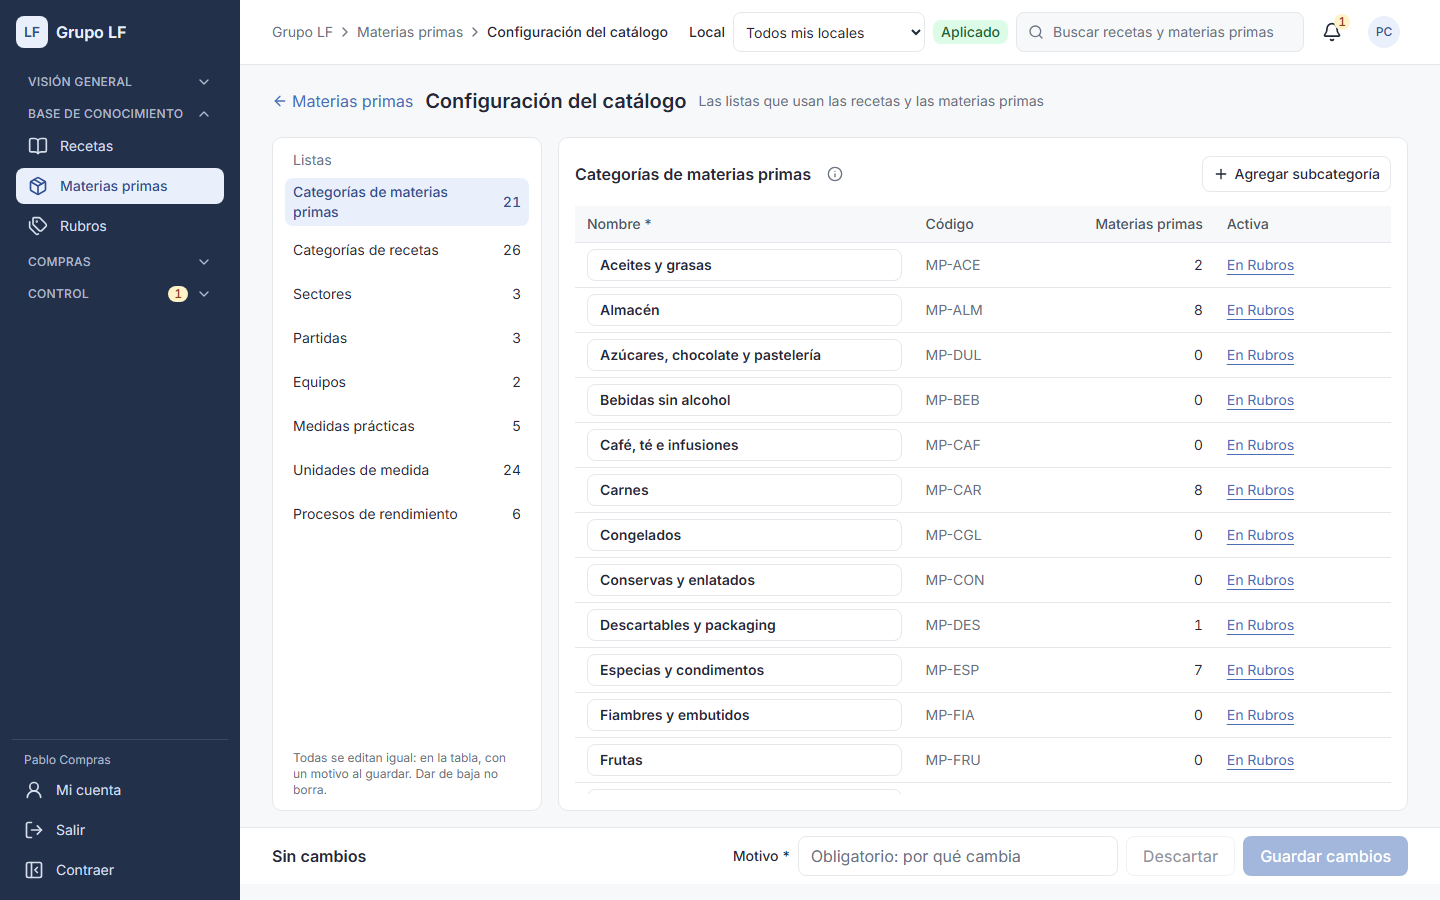 LF Grupo LF
VISIÓN GENERAL
BASE DE CONOCIMIENTO
Recetas
Materias primas
Rubros
COMPRAS
CONTROL 1
Pablo Compras
Mi cuenta
Salir
Contraer
Grupo LF Materias primas Configuración del catálogo Local Todos mis locales Aplicado Buscar recetas y materias primas 1 PC
Materias primas Configuración del catálogo Las listas que usan las recetas y las materias primas
Listas
Categorías de materias
primas 21
Categorías de recetas 26
Sectores 3
Partidas 3
Equipos 2
Medidas prácticas 5
Unidades de medida 24
Procesos de rendimiento 6
Todas se editan igual: en la tabla, con
un motivo al guardar. Dar de baja no
borra.
Categorías de materias primas Agregar subcategoría
Nombre * Código Materias primas Activa
Aceites y grasas MP-ACE 2 En Rubros
Almacén MP-ALM 8 En Rubros
Azúcares, chocolate y pastelería MP-DUL 0 En Rubros
Bebidas sin alcohol MP-BEB 0 En Rubros
Café, té e infusiones MP-CAF 0 En Rubros
Carnes MP-CAR 8 En Rubros
Congelados MP-CGL 0 En Rubros
Conservas y enlatados MP-CON 0 En Rubros
Descartables y packaging MP-DES 1 En Rubros
Especias y condimentos MP-ESP 7 En Rubros
Fiambres y embutidos MP-FIA 0 En Rubros
Frutas MP-FRU 0 En Rubros
Sin cambios Motivo * Obligatorio: por qué cambia Descartar Guardar cambios